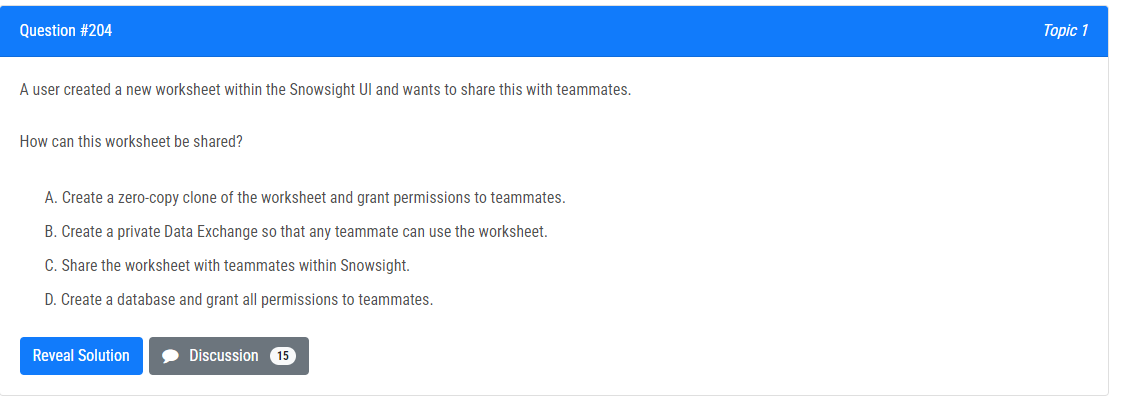 Question #204
Topic 1
A user created a new worksheet within the Snowsight UI and wants to share this with teammates.
How can this worksheet be shared?
A. Create a zero-copy clone of the worksheet and grant permissions to teammates.
B. Create a private Data Exchange so that any teammate can use the worksheet.
C. Share the worksheet with teammates within Snowsight.
D. Create a database and grant all permissions to teammates.
Reveal Solution
Discussion 15